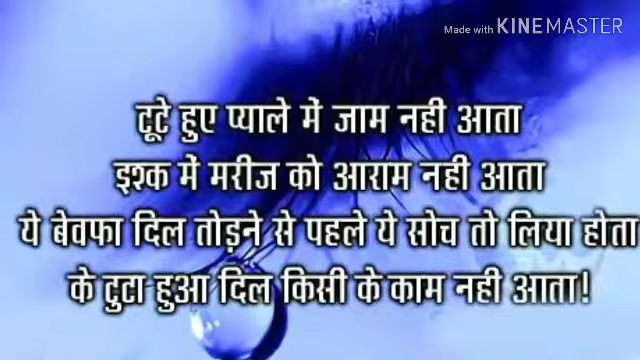 Made with KINEMASTER
टूटे हुए प्याले में जाम नही आता
इश्क में मरीज को आराम नही आता
ये बेवफा दिल तोड़ने से पहले ये सोच तो लिया होता
के टुटा हुआ दिल किसी के काम नही आता!